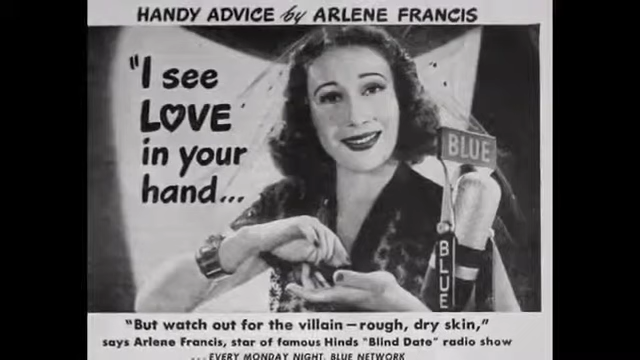 HANDY ADVICE by ARLENE FRANCIS
"I see
LOVE
in your
hand...
BLUE
BLUE
"But watch out for the villain — rough, dry skin,"
says Arlene Francis, star of famous Hinds "Blind Date" radio show
...EVERY MONDAY NIGHT, BLUE NETWORK